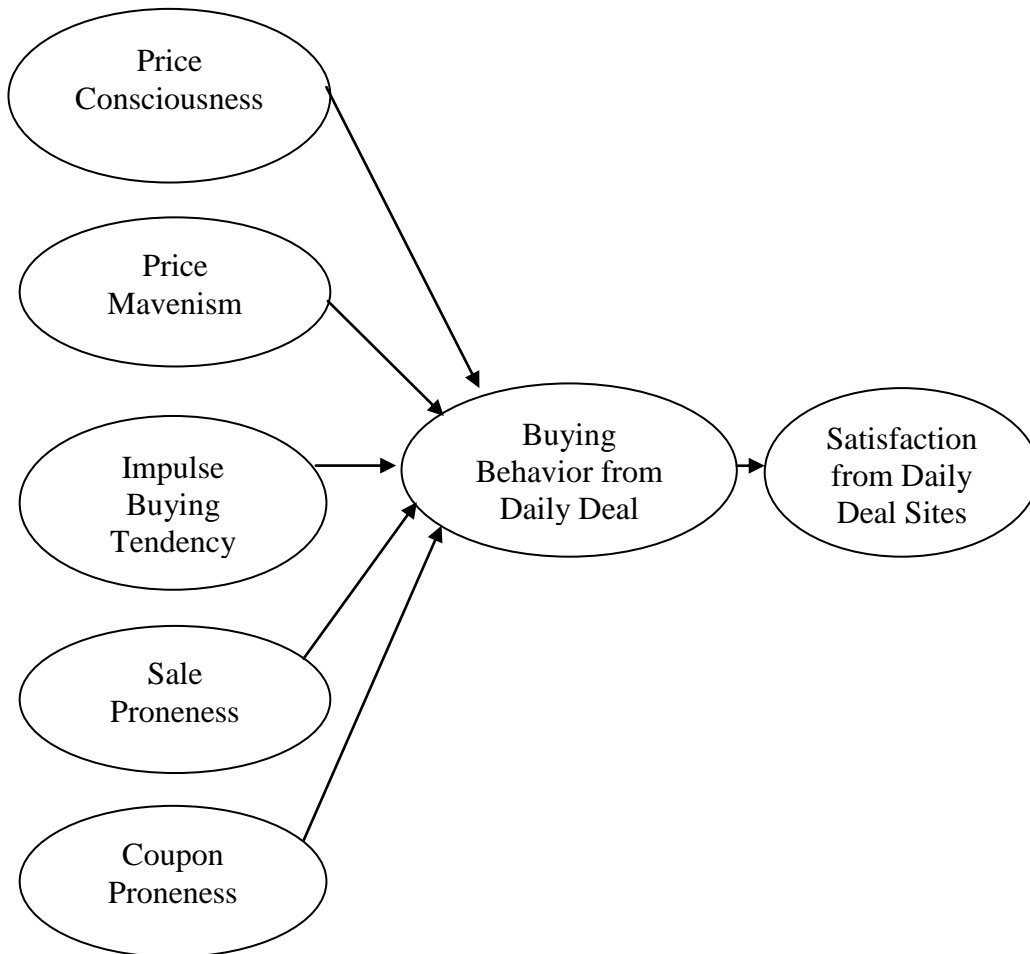 Price
Consciousness
Price
Mavenism
Impulse
Buying
Tendency
Sale
Proneness
Coupon
Proneness
Buying
Behavior from
Daily Deal
Satisfaction
from Daily
Deal Sites